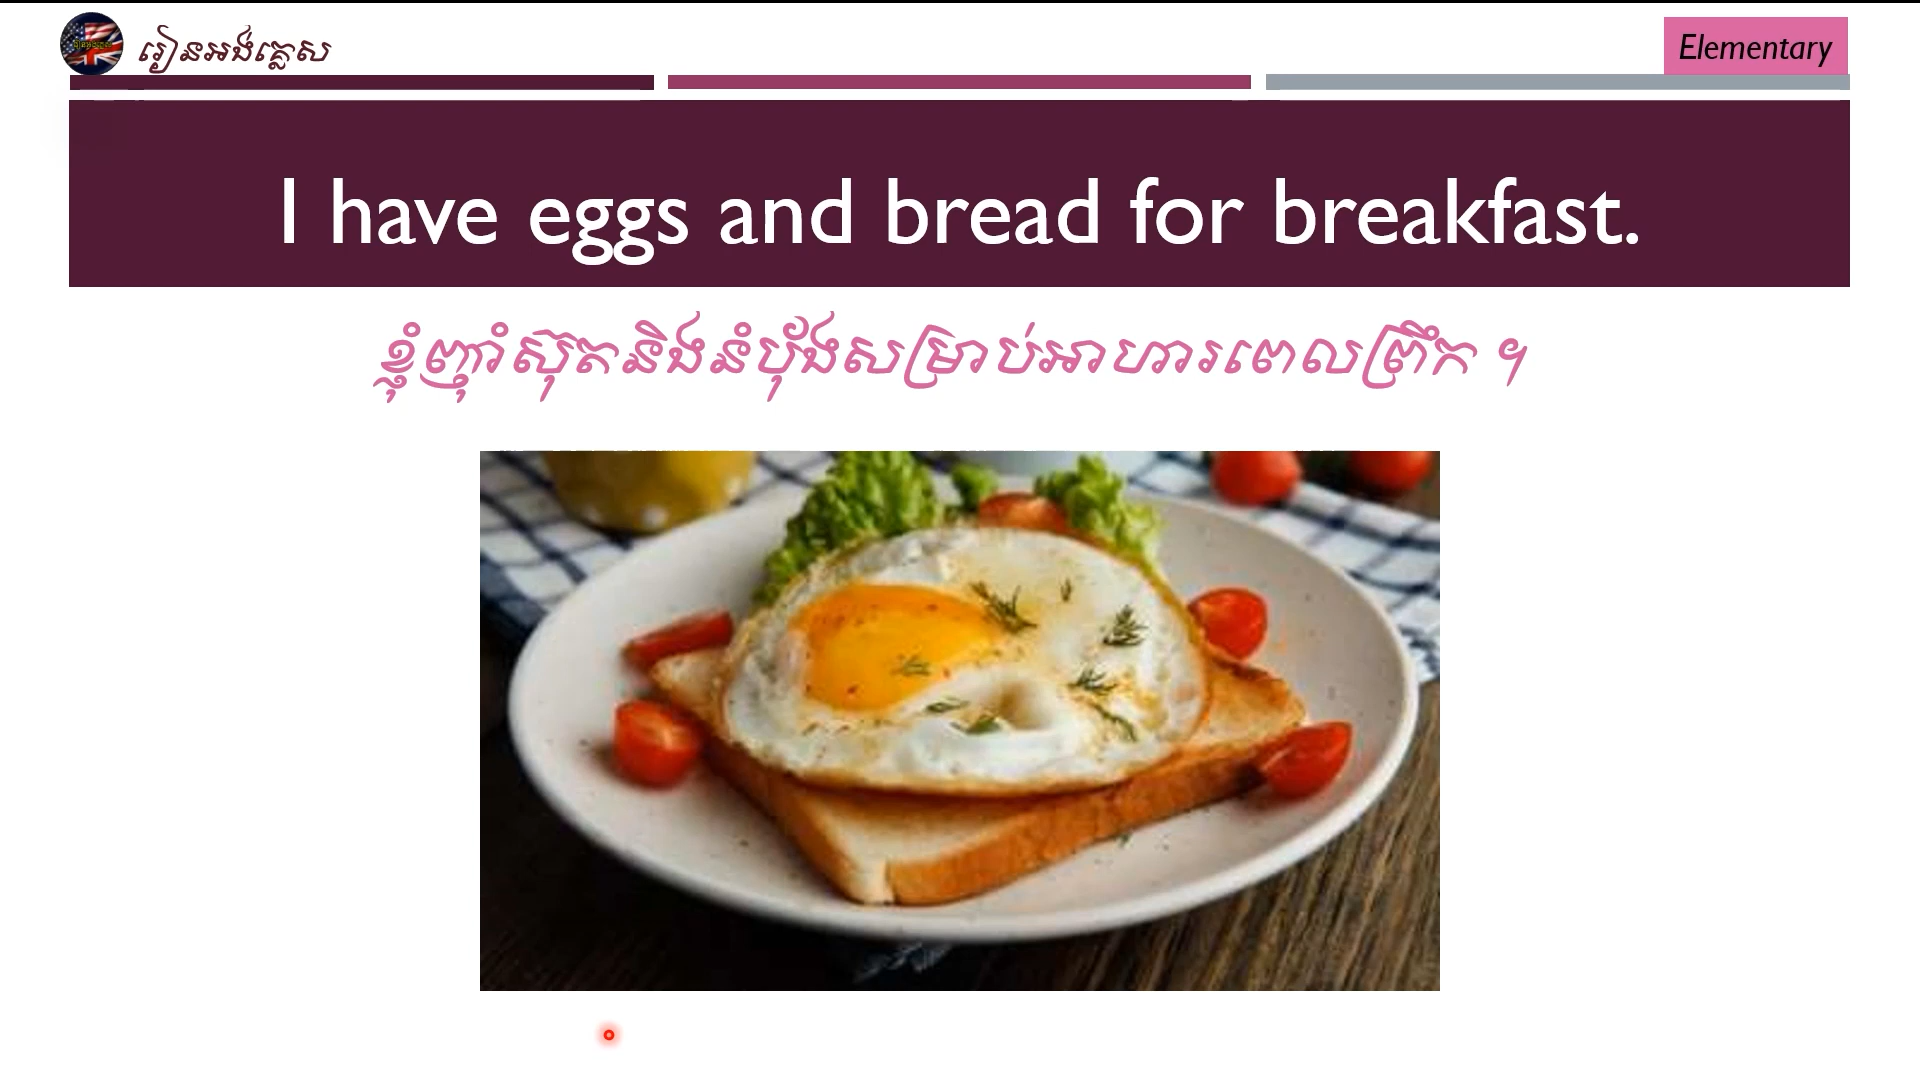 រៀនអង់គ្លេស
Elementary
I have eggs and bread for breakfast.
ខ្ញុំញ៉ាំស៊ុតនិងនំប៉័ងសម្រាប់អាហារពេលព្រឹក ។